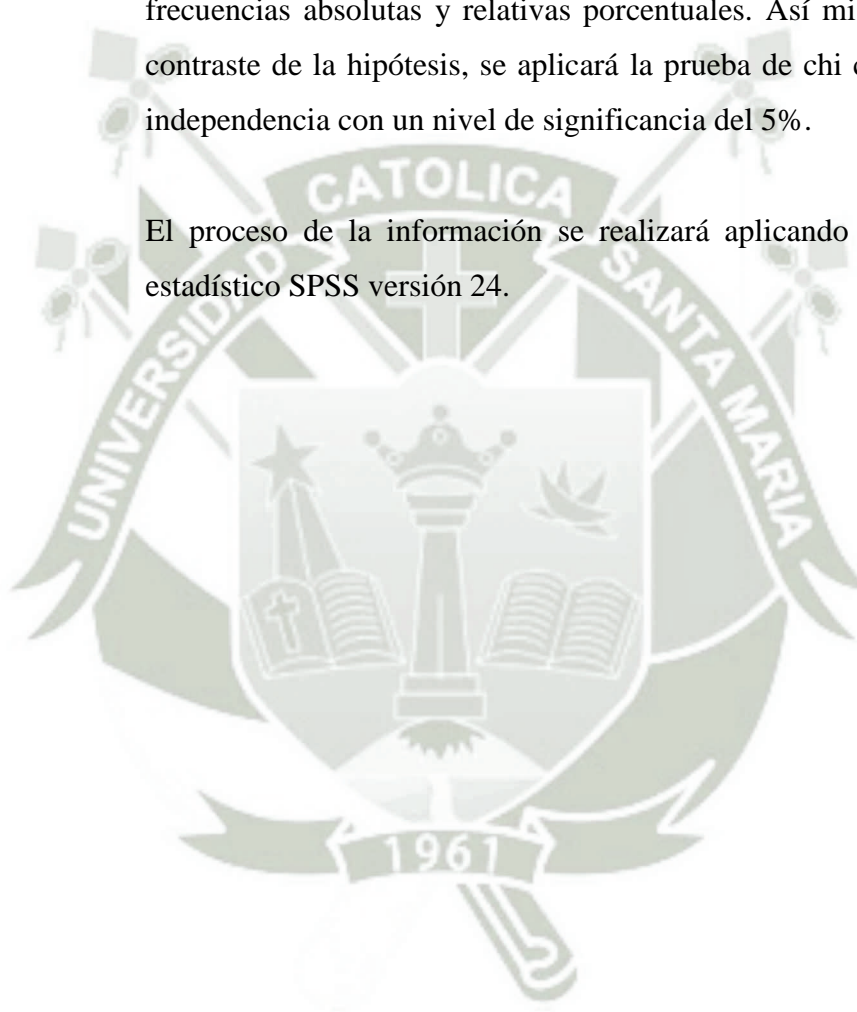 frecuencias absolutas y relativas porcentuales. Así mi
contraste de la hipótesis, se aplicará la prueba de chi
independencia con un nivel de significancia del 5%.
El proceso de la información se realizará aplicando
estadístico SPSS versión 24.
UNIVERSIDAD CATOLICA SANTA MARIA
1961